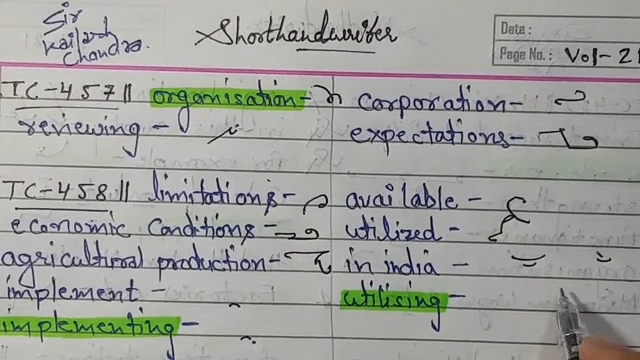 Sir Kailash Chandra.
Shorthandwriter
Date:
Page No.: Vol-21
TC-457|| organisation-
corporation-
reviewing-
expectations-
TC-458|| limitations-
available-
economic conditions-
utilized-
agricultural production-
in india-
implement-
utilising-
implementing-